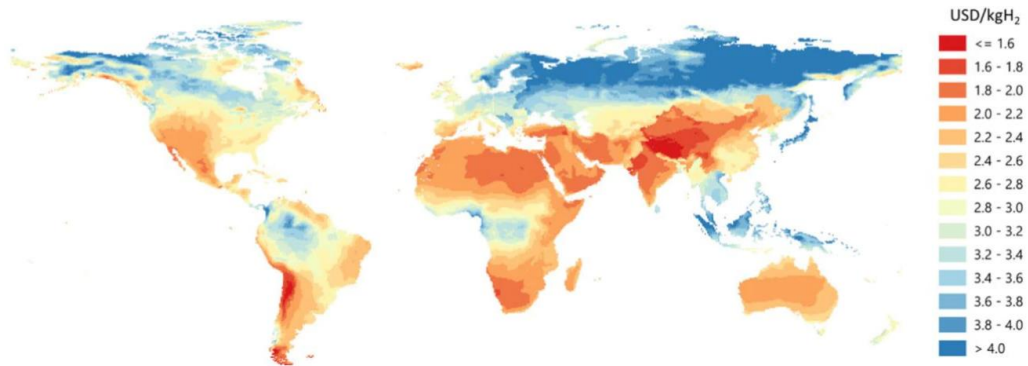 USD/kgH₂
<= 1.6
1.6 - 1.8
1.8 - 2.0
2.0 - 2.2
2.2 - 2.4
2.4 - 2.6
2.6 - 2.8
2.8 - 3.0
3.0 - 3.2
3.2 - 3.4
3.4 - 3.6
3.6 - 3.8
3.8 - 4.0
> 4.0